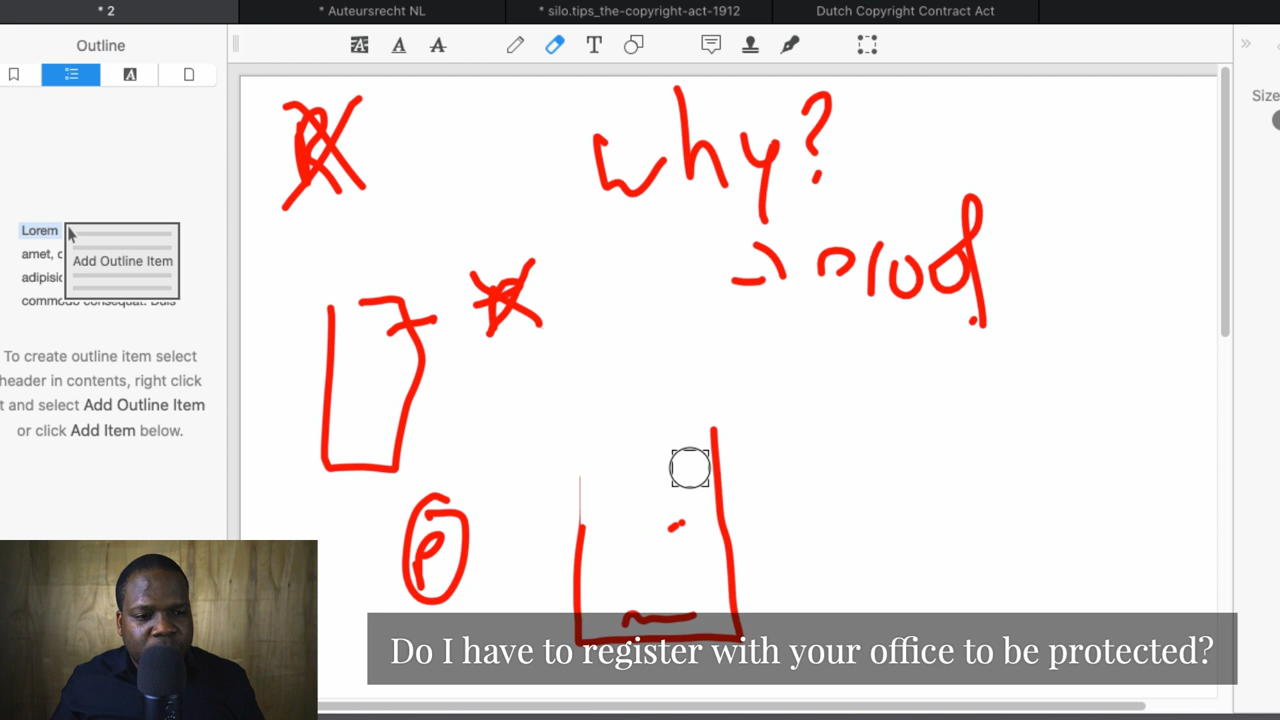 * 2
* Auteursrecht NL
* silo.tips_the-copyright-act-1912
Dutch Copyright Contract Act
Outline
A
A
A
T
Size
A
Lorem
amet, c
Add Outline Item
adipisic
commodo consequat. Duis
To create outline item select
header in contents, right click
t and select Add Outline Item
or click Add Item below.
why?
proof
Do I have to register with your office to be protected?